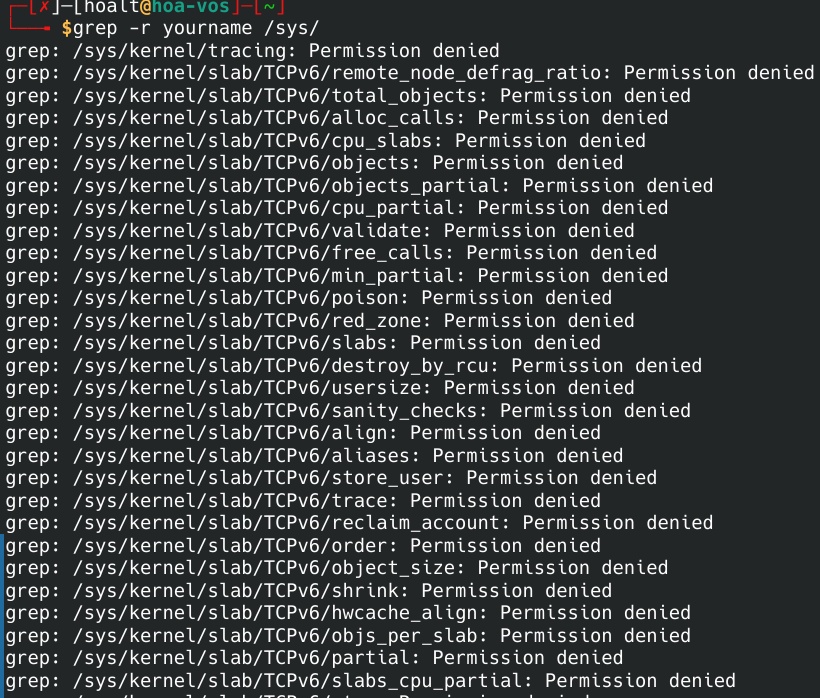 ┌─[✗]─[hoalt@hoa-vos]─[~]
└──╼ $grep -r yourname /sys/
grep: /sys/kernel/tracing: Permission denied
grep: /sys/kernel/slab/TCPv6/remote_node_defrag_ratio: Permission denied
grep: /sys/kernel/slab/TCPv6/total_objects: Permission denied
grep: /sys/kernel/slab/TCPv6/alloc_calls: Permission denied
grep: /sys/kernel/slab/TCPv6/cpu_slabs: Permission denied
grep: /sys/kernel/slab/TCPv6/objects: Permission denied
grep: /sys/kernel/slab/TCPv6/objects_partial: Permission denied
grep: /sys/kernel/slab/TCPv6/cpu_partial: Permission denied
grep: /sys/kernel/slab/TCPv6/validate: Permission denied
grep: /sys/kernel/slab/TCPv6/free_calls: Permission denied
grep: /sys/kernel/slab/TCPv6/min_partial: Permission denied
grep: /sys/kernel/slab/TCPv6/poison: Permission denied
grep: /sys/kernel/slab/TCPv6/red_zone: Permission denied
grep: /sys/kernel/slab/TCPv6/slabs: Permission denied
grep: /sys/kernel/slab/TCPv6/destroy_by_rcu: Permission denied
grep: /sys/kernel/slab/TCPv6/usersize: Permission denied
grep: /sys/kernel/slab/TCPv6/sanity_checks: Permission denied
grep: /sys/kernel/slab/TCPv6/align: Permission denied
grep: /sys/kernel/slab/TCPv6/aliases: Permission denied
grep: /sys/kernel/slab/TCPv6/store_user: Permission denied
grep: /sys/kernel/slab/TCPv6/trace: Permission denied
grep: /sys/kernel/slab/TCPv6/reclaim_account: Permission denied
grep: /sys/kernel/slab/TCPv6/order: Permission denied
grep: /sys/kernel/slab/TCPv6/object_size: Permission denied
grep: /sys/kernel/slab/TCPv6/shrink: Permission denied
grep: /sys/kernel/slab/TCPv6/hwcache_align: Permission denied
grep: /sys/kernel/slab/TCPv6/objs_per_slab: Permission denied
grep: /sys/kernel/slab/TCPv6/partial: Permission denied
grep: /sys/kernel/slab/TCPv6/slabs_cpu_partial: Permission denied